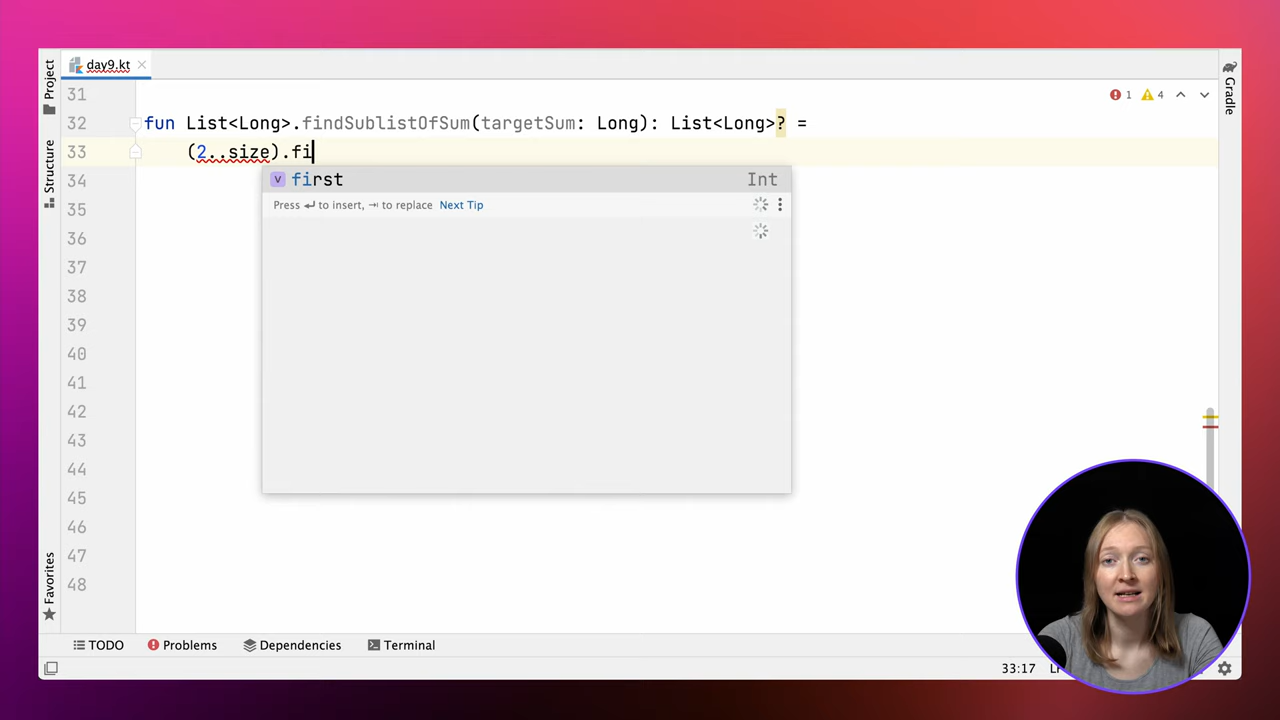 Project
Structure
Favorites
day9.kt
1 4
Gradle
31
32 fun List<Long>.findSublistOfSum(targetSum: Long): List<Long>? =
33 (2..size).fi
first Int
Press ↵ to insert, ⇥ to replace Next Tip
34
35
36
37
38
39
40
41
42
43
44
45
46
47
48
TODO Problems Dependencies Terminal
33:17